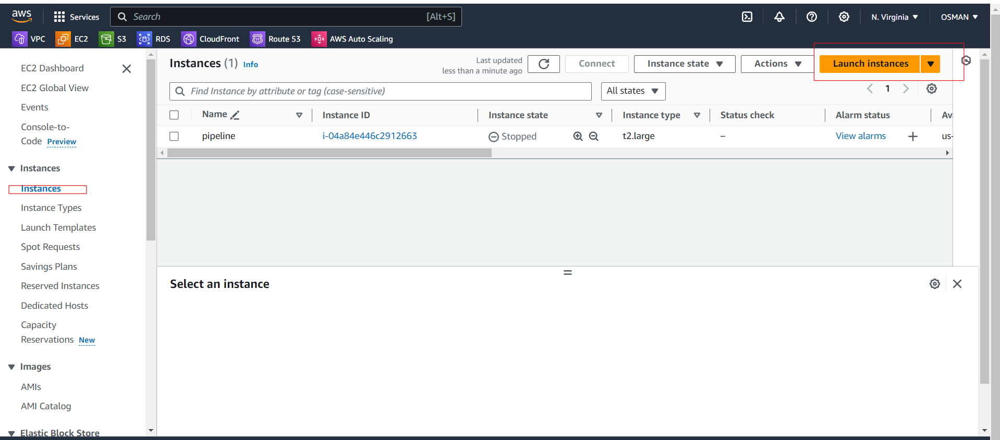 aws
Services
Search
[Alt+S]
N. Virginia
OSMAN
VPC
EC2
S3
RDS
CloudFront
Route 53
AWS Auto Scaling
EC2 Dashboard
EC2 Global View
Events
Console-to-
Code Preview
Instances
Instances
Instance Types
Launch Templates
Spot Requests
Savings Plans
Reserved Instances
Dedicated Hosts
Capacity
Reservations New
Images
AMIs
AMI Catalog
Elastic Block Store
Instances (1) Info
Last updated
less than a minute ago
Connect
Instance state
Actions
Launch instances
Find Instance by attribute or tag (case-sensitive)
All states
1
Name
Instance ID
Instance state
Instance type
Status check
Alarm status
Ava
pipeline
i-04a84e446c2912663
Stopped
t2.large
–
View alarms
us-
Select an instance